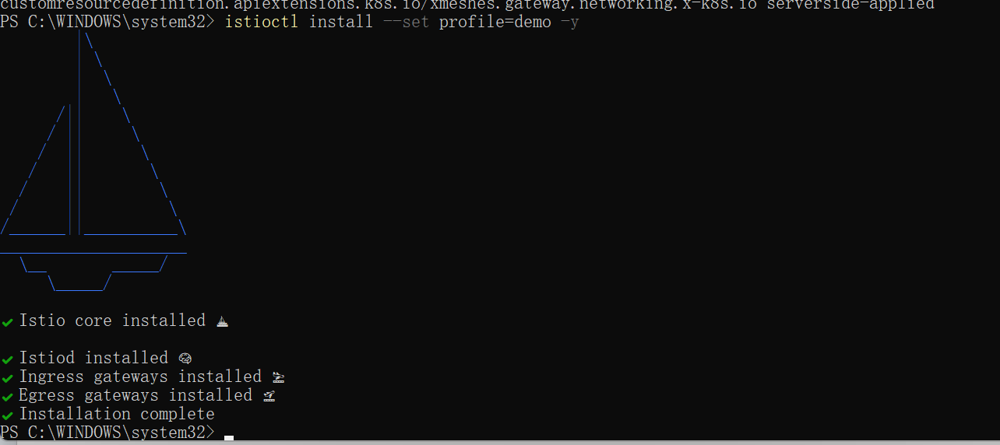 customresourcedefinition.apiextensions.k8s.io/xmeshes.gateway.networking.x-k8s.io serverside-applied
PS C:\WINDOWS\system32> istioctl install --set profile=demo -y
✔ Istio core installed ⛵
✔ Istiod installed 🧠
✔ Ingress gateways installed 🛬
✔ Egress gateways installed 🛫
✔ Installation complete
PS C:\WINDOWS\system32>